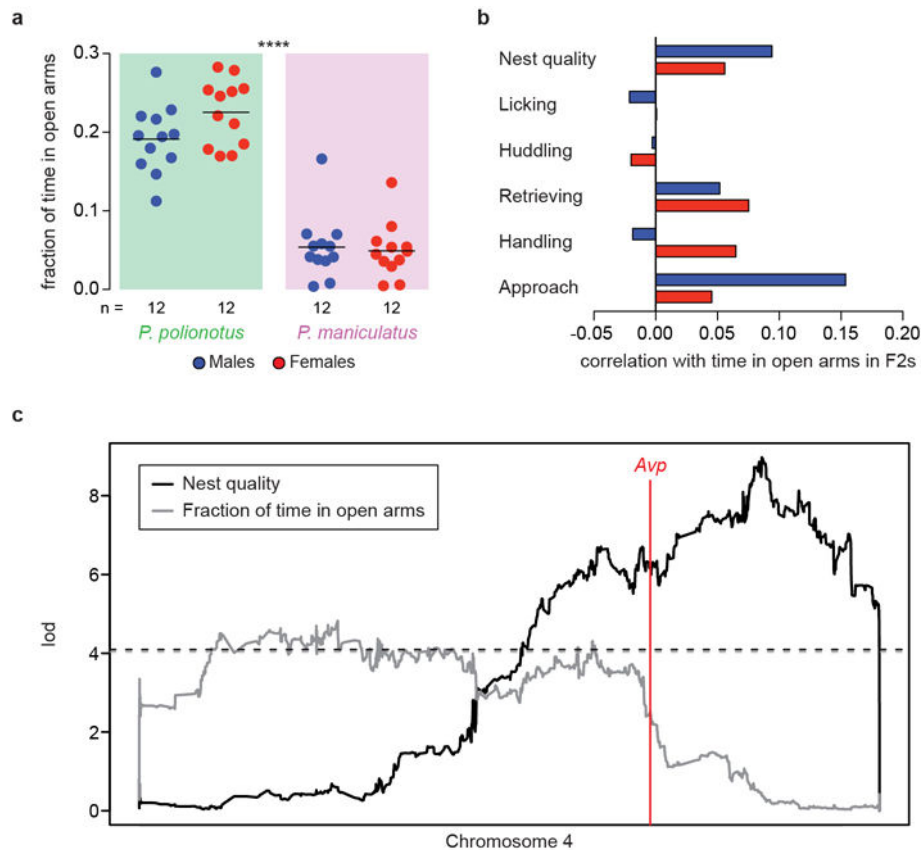 a
****
fraction of time in open arms
0.3
0.2
0.1
0.0
n = 12 12 12 12
P. polionotus P. maniculatus
Males Females
b
Nest quality
Licking
Huddling
Retrieving
Handling
Approach
-0.05 0.00 0.05 0.10 0.15 0.20
correlation with time in open arms in F2s
c
Avp
Nest quality
Fraction of time in open arms
lod
8
6
4
2
0
Chromosome 4